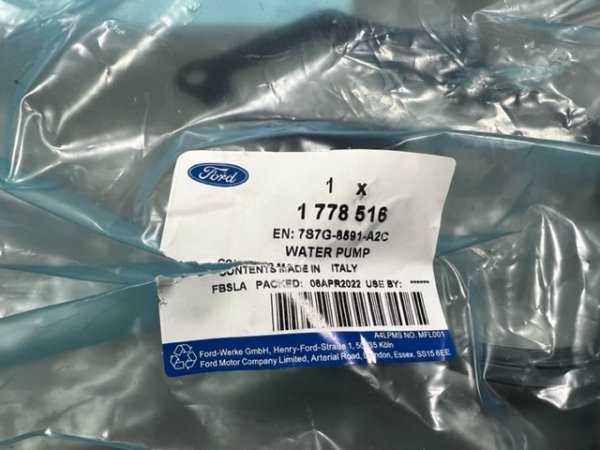 Ford
1 x
1 778 516
EN: 7S7G-8591-A2C
WATER PUMP
CONTENTS MADE IN ITALY
FBSLA PACKED: 06APR2022 USE BY: ------
A4LPMS NO. MFL001
Ford-Werke GmbH, Henry-Ford-Straße 1, 50735 Köln
Ford Motor Company Limited, Arterial Road, London, Essex. SS15 6EE